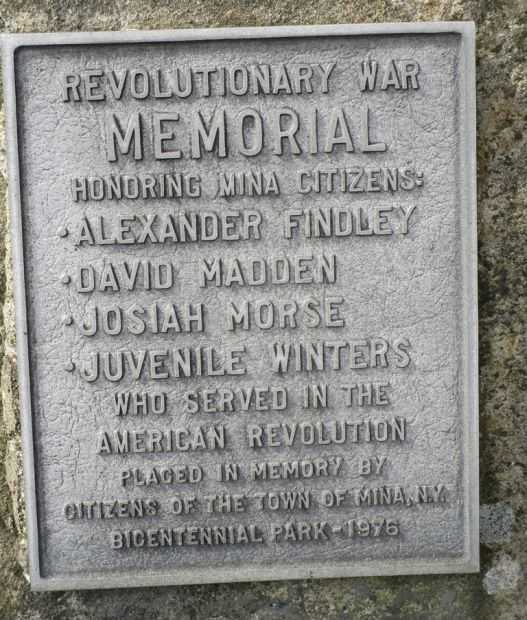 REVOLUTIONARY WAR
MEMORIAL
HONORING MINA CITIZENS:
·ALEXANDER FINDLEY
·DAVID MADDEN
·JOSIAH MORSE
·JUVENILE WINTERS
WHO SERVED IN THE
AMERICAN REVOLUTION
PLACED IN MEMORY BY
CITIZENS OF THE TOWN OF MINA, N.Y.
BICENTENNIAL PARK-1976